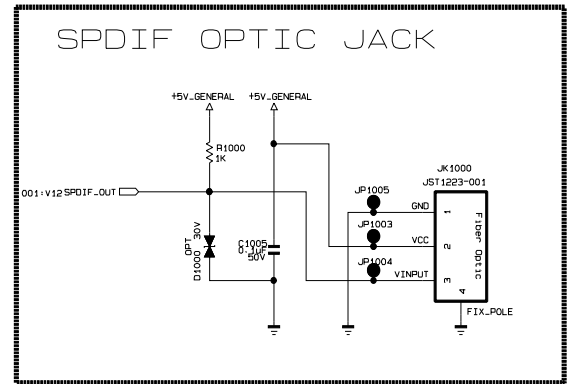 SPDIF OPTIC JACK
+5V_GENERAL +5V_GENERAL
R1000
1K
JK1000
JST1223-001
001:V12 SPDIF_OUT
JP1005
GND
1
JP1003
VCC
2
JP1004
VINPUT
3
4
Fiber Optic
FIX_POLE
30V
OPT
D1000
C1005
0.1uF
50V